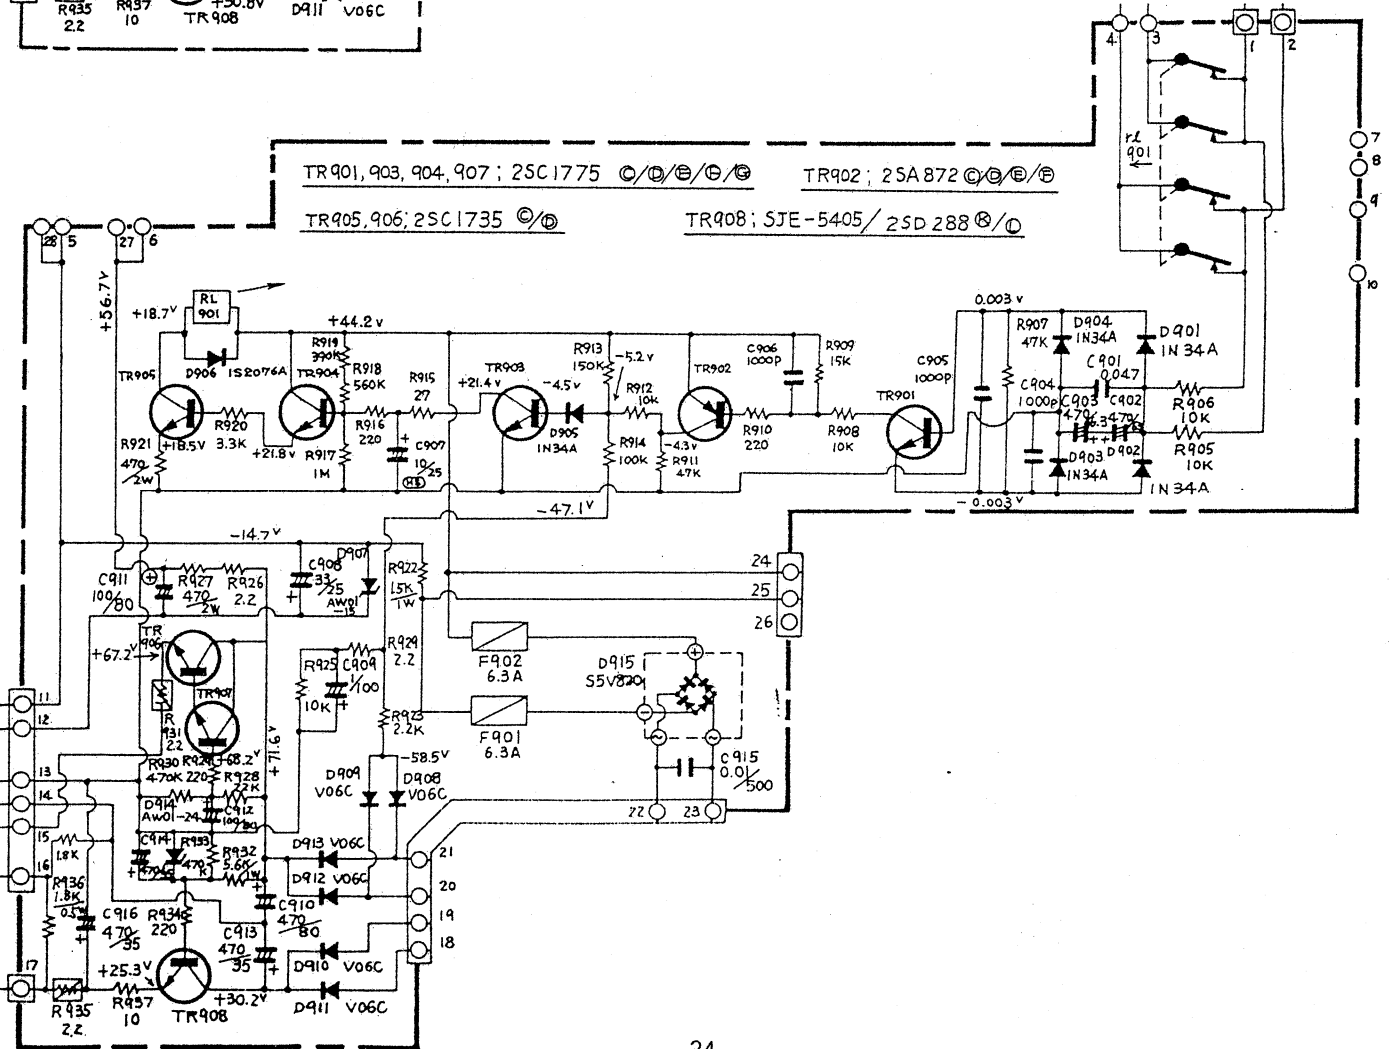 R935
2.2
R937
10
+30.8V
TR908
D911
V06C
4
3
1
2
rl
901
7
8
9
10
TR901, 903, 904, 907 ; 2SC1775 Ⓒ/Ⓓ/Ⓔ/Ⓕ/Ⓖ
TR902 ; 2SA872 Ⓒ/Ⓓ/Ⓔ/Ⓕ
TR905, 906 ; 2SC1735 Ⓒ/Ⓓ
TR908 ; SJE-5405/2SD288 Ⓚ/Ⓛ
28
5
27
6
+56.7V
+18.7V
RL
901
+44.2V
D906
1S2076A
TR905
R920
3.3K
R921
470/2W
+18.5V
+21.8V
TR904
R919
390K
R918
560K
R916
220
R917
1M
R915
27
C907
10/25
+21.4V
TR903
-4.5V
D905
1N34A
R913
150K
-5.2V
R912
10K
R914
100K
TR902
-4.3V
R911
47K
C906
1000P
R909
15K
R910
220
R908
10K
TR901
C905
1000P
0.003V
R907
47K
D904
1N34A
D901
1N34A
C901
0.047
C904
1000P
C903
C902
R906
10K
R905
10K
D903
1N34A
D902
1N34A
-0.003V
-47.1V
-14.7V
C911
100/80
R927
470/2W
R926
2.2
C908
33/25
D907
AW01
-15
R922
1.5K/1W
24
25
26
TR
906
+67.2V
R
931
2.2
TR907
R925
10K
C909
1/100
R929
2.2
R923
2.2K
F902
6.3A
F901
6.3A
D915
S5VB20
C915
0.01/500
22
23
11
12
13
14
15
16
17
+71.6V
+68.2V
R930
470K
R929
220
R928
22K
D914
AW01-24
C912
100/80
C914
R933
470K
R932
5.6K
1W
-58.5V
D909
V06C
D908
V06C
D913 V06C
D912 V06C
21
20
19
18
1.8K
R936
1.8K
0.5W
C916
470/35
R934
220
C910
470/80
C913
470/35
D910
V06C
D911
V06C
+25.3V
+30.2V
R935
2.2
R937
10
TR908
24